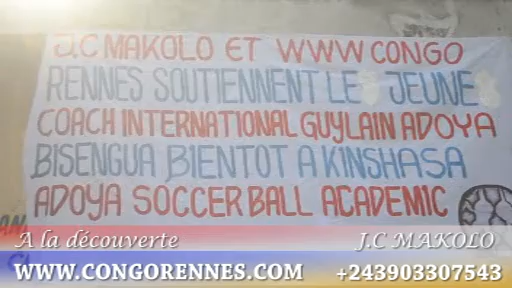 J.C MAKOLO ET WWW CONGO
RENNES SOUTIENNENT LE JEUNE
COACH INTERNATIONAL GUYLAIN ADOYA
BISENGUA BIENTOT A KINSHASA
ADOYA SOCCER BALL ACADEMIC
A la découverte J.C MAKOLO
WWW.CONGORENNES.COM +243903307543